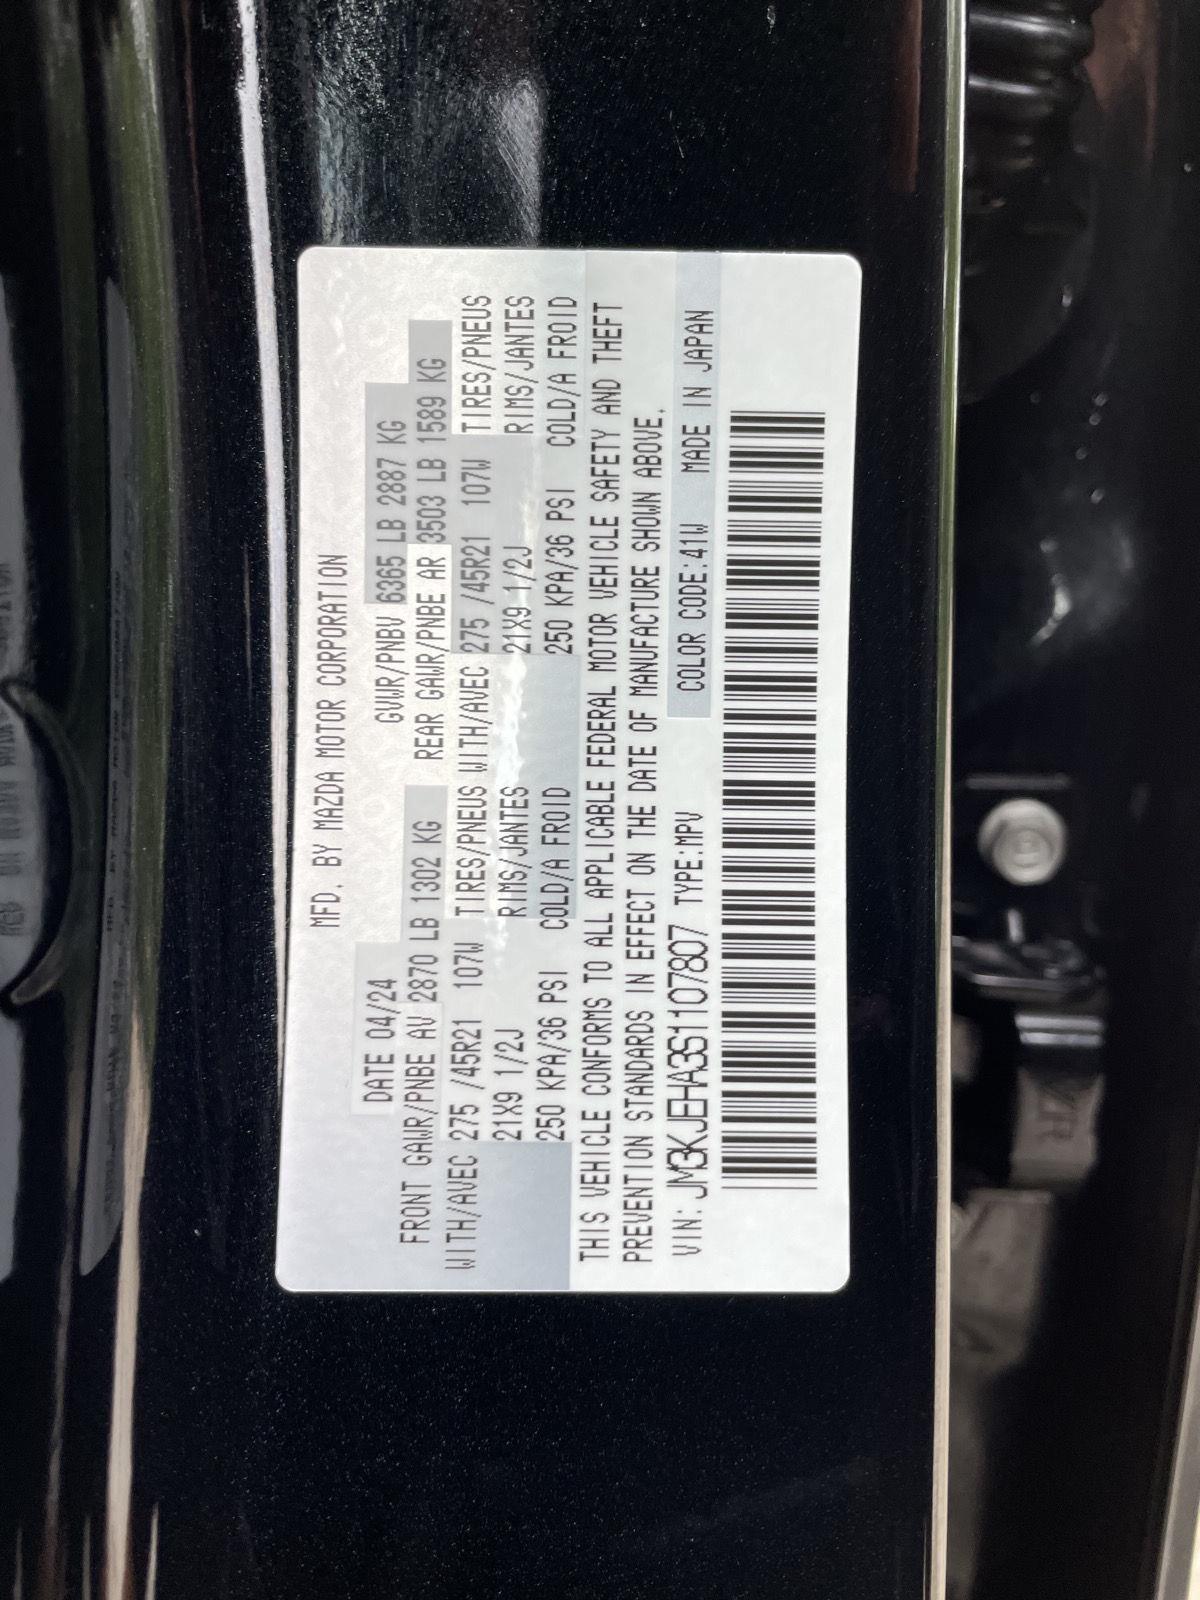 MFD. BY MAZDA MOTOR CORPORATION
DATE 04/24 GVWR/PNBV 6365 LB 2887 KG
FRONT GAWR/PNBE AV 2870 LB 1302 KG REAR GAWR/PNBE AR 3503 LB 1589 KG
WITH/AVEC 275 /45R21 107W TIRES/PNEUS WITH/AVEC 275 /45R21 107W TIRES/PNEUS
21X9 1/2J RIMS/JANTES 21X9 1/2J RIMS/JANTES
250 KPA/36 PSI COLD/A FROID 250 KPA/36 PSI COLD/A FROID
THIS VEHICLE CONFORMS TO ALL APPLICABLE FEDERAL MOTOR VEHICLE SAFETY AND THEFT
PREVENTION STANDARDS IN EFFECT ON THE DATE OF MANUFACTURE SHOWN ABOVE.
VIN: JM3KJEHA3S1107807 TYPE:MPV COLOR CODE:41W MADE IN JAPAN